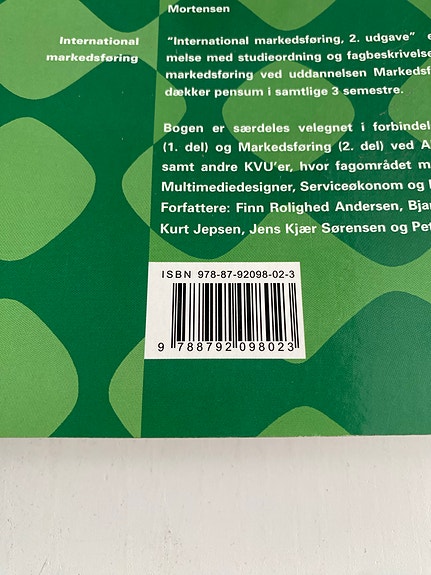 Mortensen
International
markedsføring
"International markedsføring, 2. udgave"
melse med studieordning og fagbeskrivelse
markedsføring ved uddannelsen Markedsf
dækker pensum i samtlige 3 semestre.
Bogen er særdeles velegnet i forbindel
(1. del) og Markedsføring (2. del) ved A
samt andre KVU'er, hvor fagområdet m
Multimediedesigner, Serviceøkonom og
Forfattere: Finn Rolighed Andersen, Bja
Kurt Jepsen, Jens Kjær Sørensen og Pet
ISBN 978-87-92098-02-3
9 788792 098023